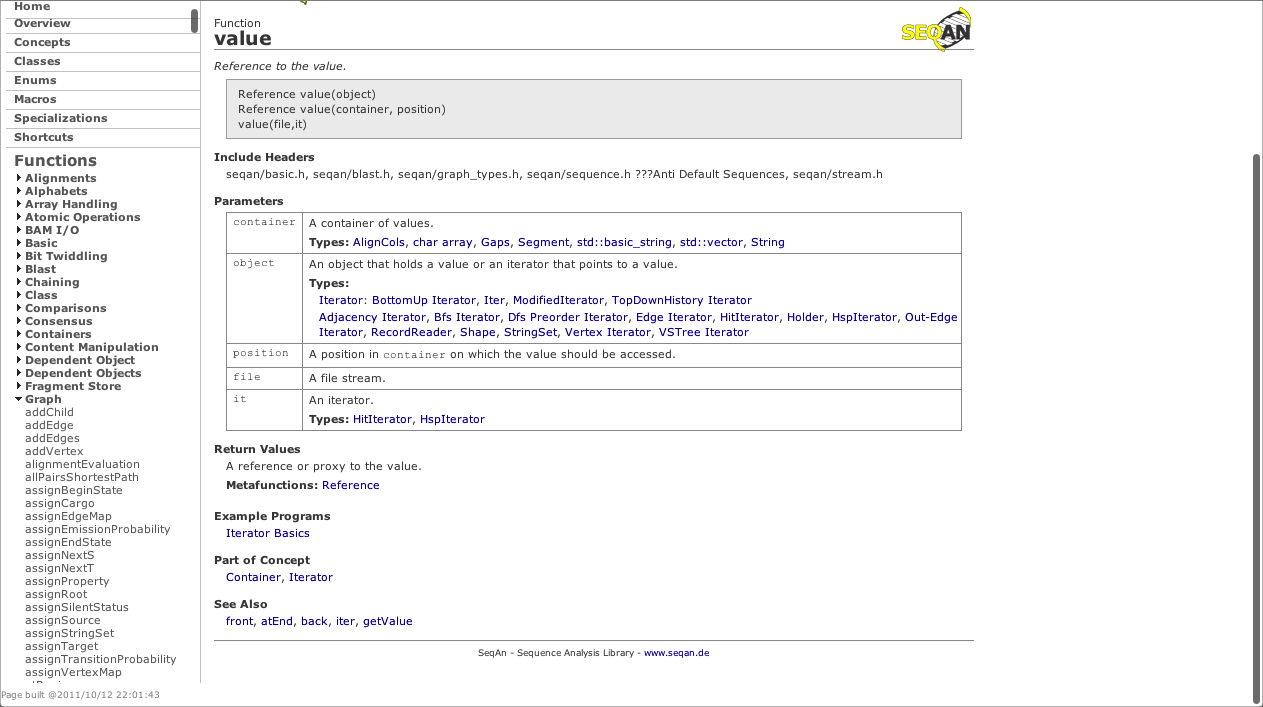 Home
Overview
Concepts
Classes
Enums
Macros
Specializations
Shortcuts
Functions
Alignments
Alphabets
Array Handling
Atomic Operations
BAM I/O
Basic
Bit Twiddling
Blast
Chaining
Class
Comparisons
Consensus
Containers
Content Manipulation
Dependent Object
Dependent Objects
Fragment Store
Graph
addChild
addEdge
addEdges
addVertex
alignmentEvaluation
allPairsShortestPath
assignBeginState
assignCargo
assignEdgeMap
assignEmissionProbability
assignEndState
assignNextS
assignNextT
assignProperty
assignRoot
assignSilentStatus
assignSource
assignStringSet
assignTarget
assignTransitionProbability
assignVertexMap
Page built @2011/10/12 22:01:43
Function
value
SEQAN
Reference to the value.
Reference value(object)
Reference value(container, position)
value(file,it)
Include Headers
seqan/basic.h, seqan/blast.h, seqan/graph_types.h, seqan/sequence.h ???Anti Default Sequences, seqan/stream.h
Parameters
container A container of values.
Types: AlignCols, char array, Gaps, Segment, std::basic_string, std::vector, String
object An object that holds a value or an iterator that points to a value.
Types:
Iterator: BottomUp Iterator, Iter, ModifiedIterator, TopDownHistory Iterator
Adjacency Iterator, Bfs Iterator, Dfs Preorder Iterator, Edge Iterator, HitIterator, Holder, HspIterator, Out-Edge
Iterator, RecordReader, Shape, StringSet, Vertex Iterator, VSTree Iterator
position A position in container on which the value should be accessed.
file A file stream.
it An iterator.
Types: HitIterator, HspIterator
Return Values
A reference or proxy to the value.
Metafunctions: Reference
Example Programs
Iterator Basics
Part of Concept
Container, Iterator
See Also
front, atEnd, back, iter, getValue
SeqAn - Sequence Analysis Library - www.seqan.de